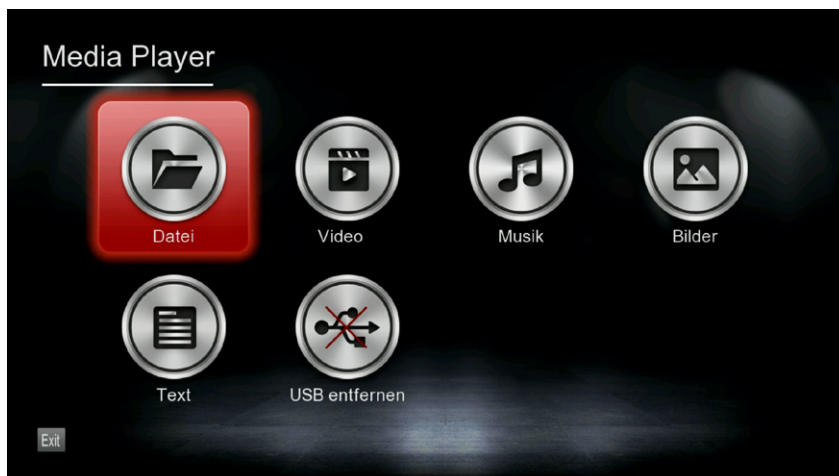 Media Player
Datei
Video
Musik
Bilder
Text
USB entfernen
Exit